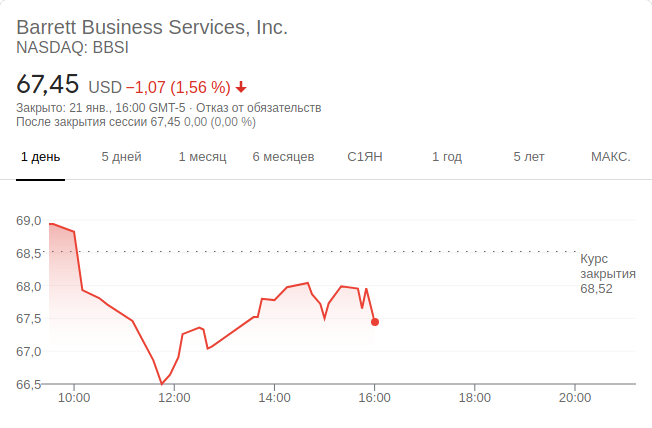 Barrett Business Services, Inc.
NASDAQ: BBSI
67,45 USD −1,07 (1,56 %)
Закрыто: 21 янв., 16:00 GMT-5 · Отказ от обязательств
После закрытия сессии 67,45 0,00 (0,00 %)
1 день 5 дней 1 месяц 6 месяцев С1ЯН 1 год 5 лет МАКС.
69,0
68,5
Курс
закрытия
68,52
68,0
67,5
67,0
66,5
10:00 12:00 14:00 16:00 18:00 20:00